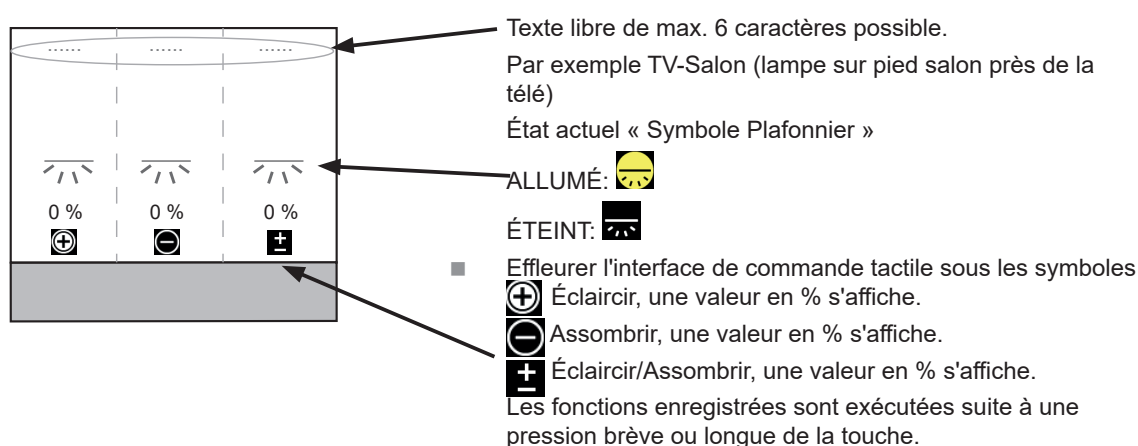 ...... ...... ......
0 % 0 % 0 %
Texte libre de max. 6 caractères possible.
Par exemple TV-Salon (lampe sur pied salon près de la
télé)
État actuel « Symbole Plafonnier »
ALLUMÉ:
ÉTEINT:
■ Effleurer l'interface de commande tactile sous les symboles
Éclaircir, une valeur en % s'affiche.
Assombrir, une valeur en % s'affiche.
Éclaircir/Assombrir, une valeur en % s'affiche.
Les fonctions enregistrées sont exécutées suite à une
pression brève ou longue de la touche.